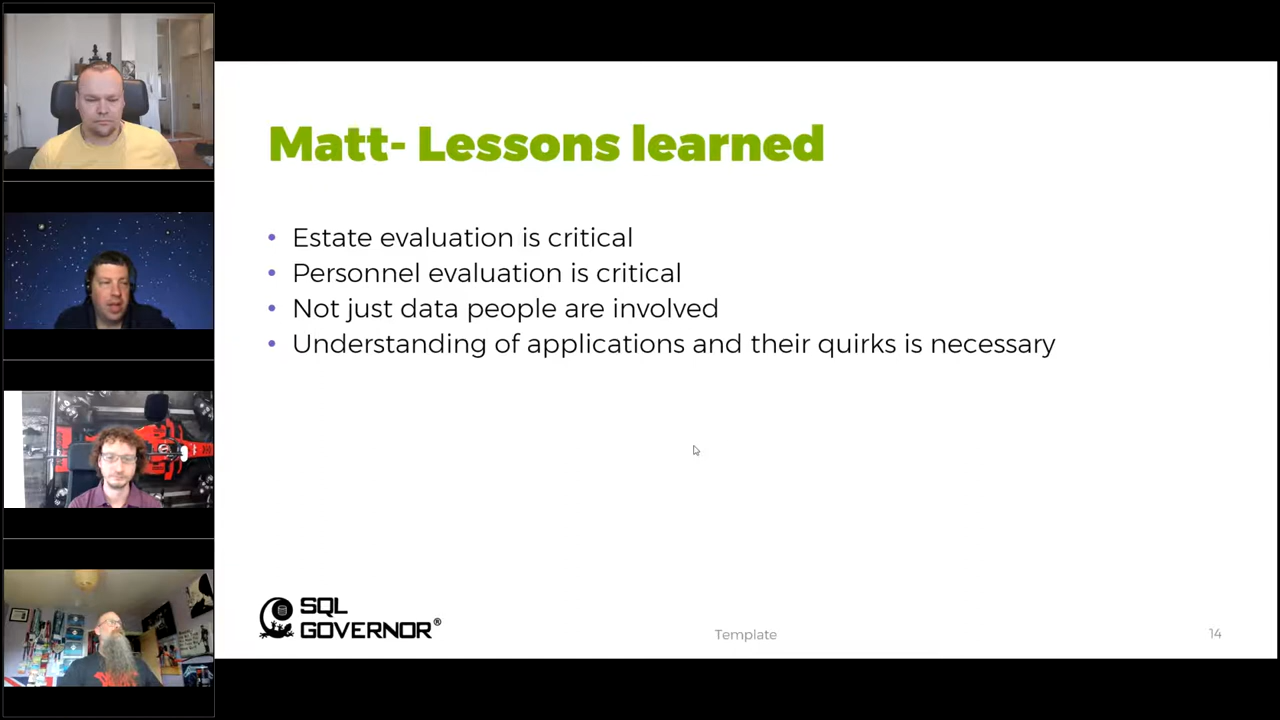 Matt- Lessons learned
• Estate evaluation is critical
• Personnel evaluation is critical
• Not just data people are involved
• Understanding of applications and their quirks is necessary
SQL
GOVERNOR®
Template
14